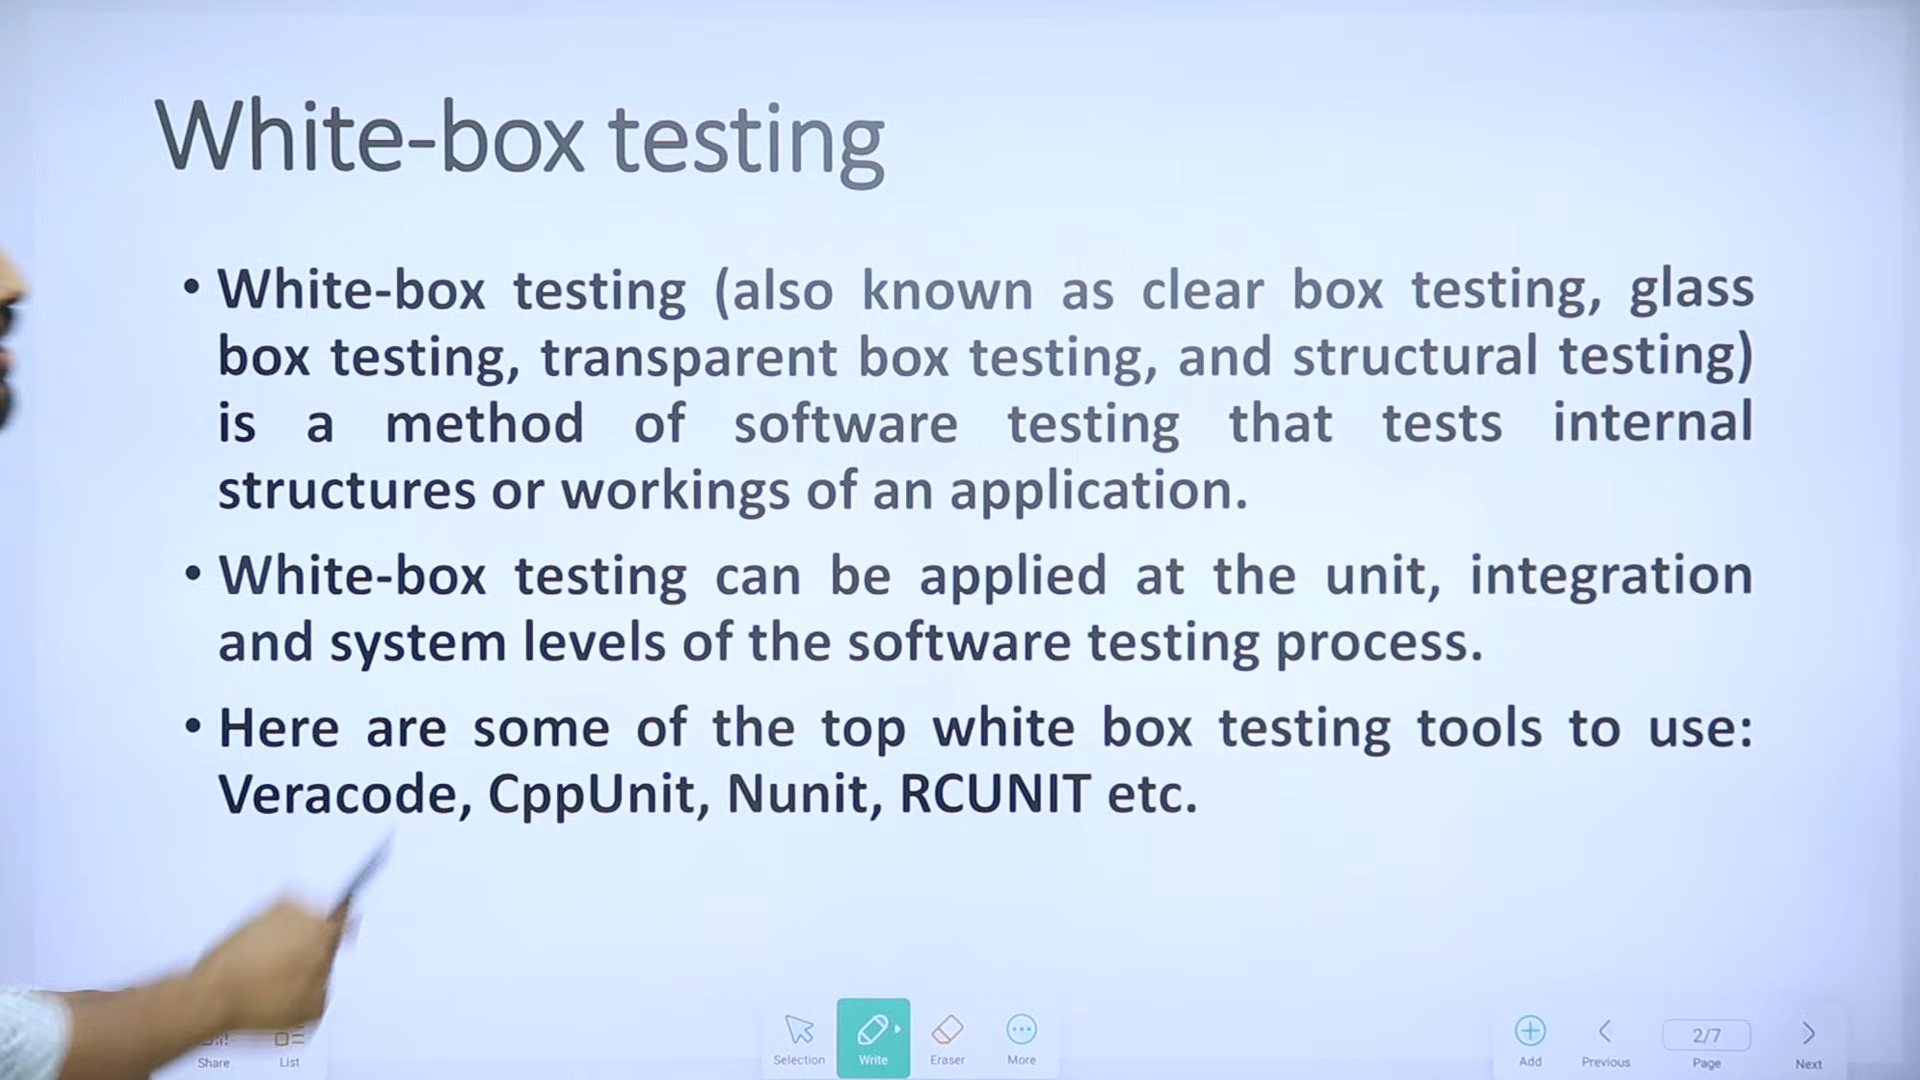 White-box testing
• White-box testing (also known as clear box testing, glass
box testing, transparent box testing, and structural testing)
is a method of software testing that tests internal
structures or workings of an application.
• White-box testing can be applied at the unit, integration
and system levels of the software testing process.
• Here are some of the top white box testing tools to use:
Veracode, CppUnit, Nunit, RCUNIT etc.
Share
List
Selection
Write
Eraser
More
Add
Previous
2/7
Page
Next